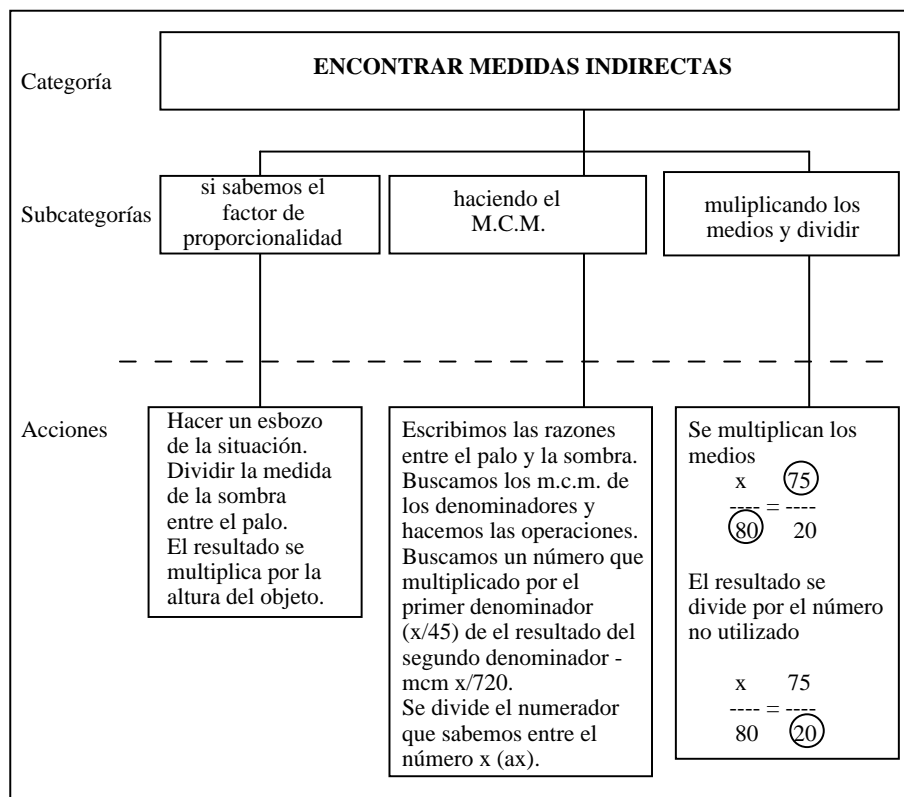 Categoría
ENCONTRAR MEDIDAS INDIRECTAS
Subcategorías
si sabemos el
factor de
proporcionalidad
haciendo el
M.C.M.
muliplicando los
medios y dividir
Acciones
Hacer un esbozo
de la situación.
Dividir la medida
de la sombra
entre el palo.
El resultado se
multiplica por la
altura del objeto.
Escribimos las razones
entre el palo y la sombra.
Buscamos los m.c.m. de
los denominadores y
hacemos las operaciones.
Buscamos un número que
multiplicado por el
primer denominador
(x/45) de el resultado del
segundo denominador -
mcm x/720.
Se divide el numerador
que sabemos entre el
número x (ax).
Se multiplican los
medios
x 75
---- = ----
80 20
El resultado se
divide por el número
no utilizado
x 75
---- = ----
80 20